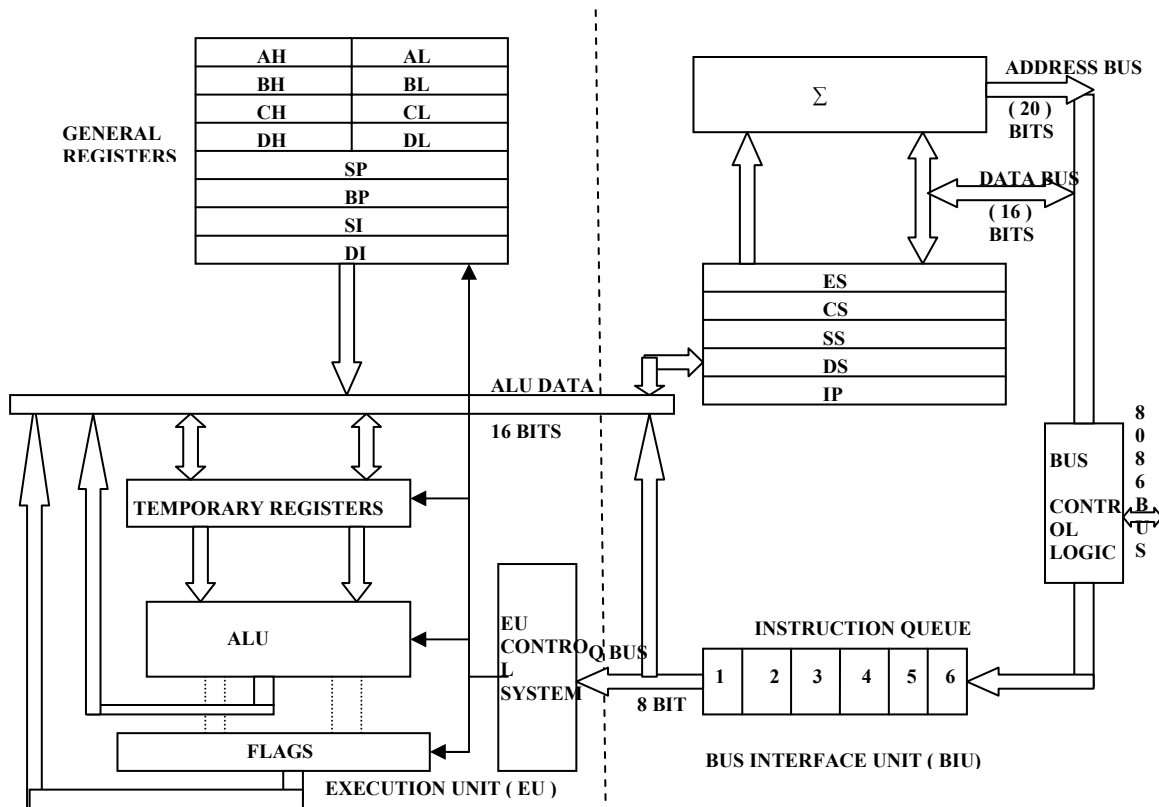 AH AL
BH BL
CH CL
DH DL
SP
BP
SI
DI
GENERAL
REGISTERS
∑
ADDRESS BUS
( 20 )
BITS
DATA BUS
( 16 )
BITS
ES
CS
SS
DS
IP
ALU DATA
16 BITS
TEMPORARY REGISTERS
ALU
FLAGS
EU
CONTRO
L
SYSTEM
Q BUS
8 BIT
INSTRUCTION QUEUE
1 2 3 4 5 6
BUS
CONTR
OL
LOGIC
8
0
8
6
B
U
S
EXECUTION UNIT ( EU )
BUS INTERFACE UNIT ( BIU)